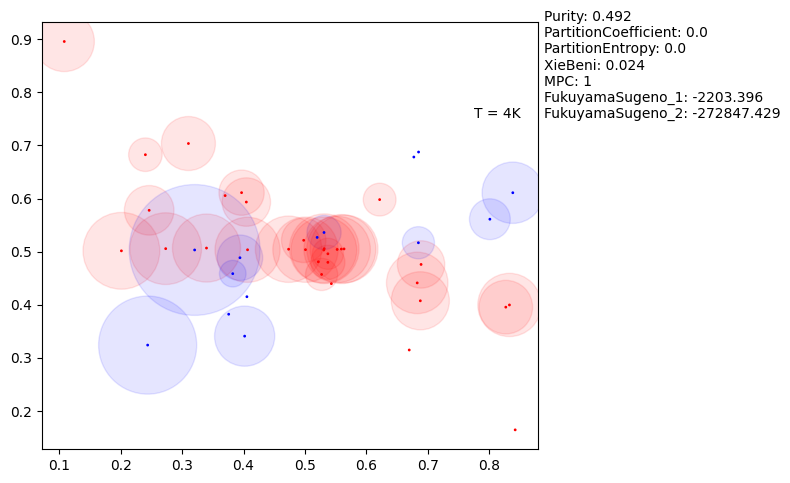 Purity: 0.492
PartitionCoefficient: 0.0
PartitionEntropy: 0.0
XieBeni: 0.024
MPC: 1
FukuyamaSugeno_1: -2203.396
FukuyamaSugeno_2: -272847.429
T = 4K
0.9
0.8
0.7
0.6
0.5
0.4
0.3
0.2
0.1 0.2 0.3 0.4 0.5 0.6 0.7 0.8